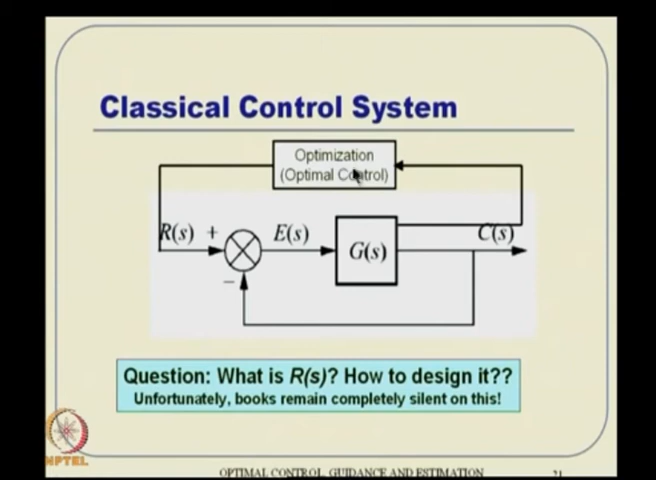 Classical Control System
Optimization
(Optimal Control)
R(s) +
E(s)
G(s)
C(s)
−
Question: What is R(s)? How to design it??
Unfortunately, books remain completely silent on this!
NPTEL
OPTIMAL CONTROL, GUIDANCE AND ESTIMATION
21